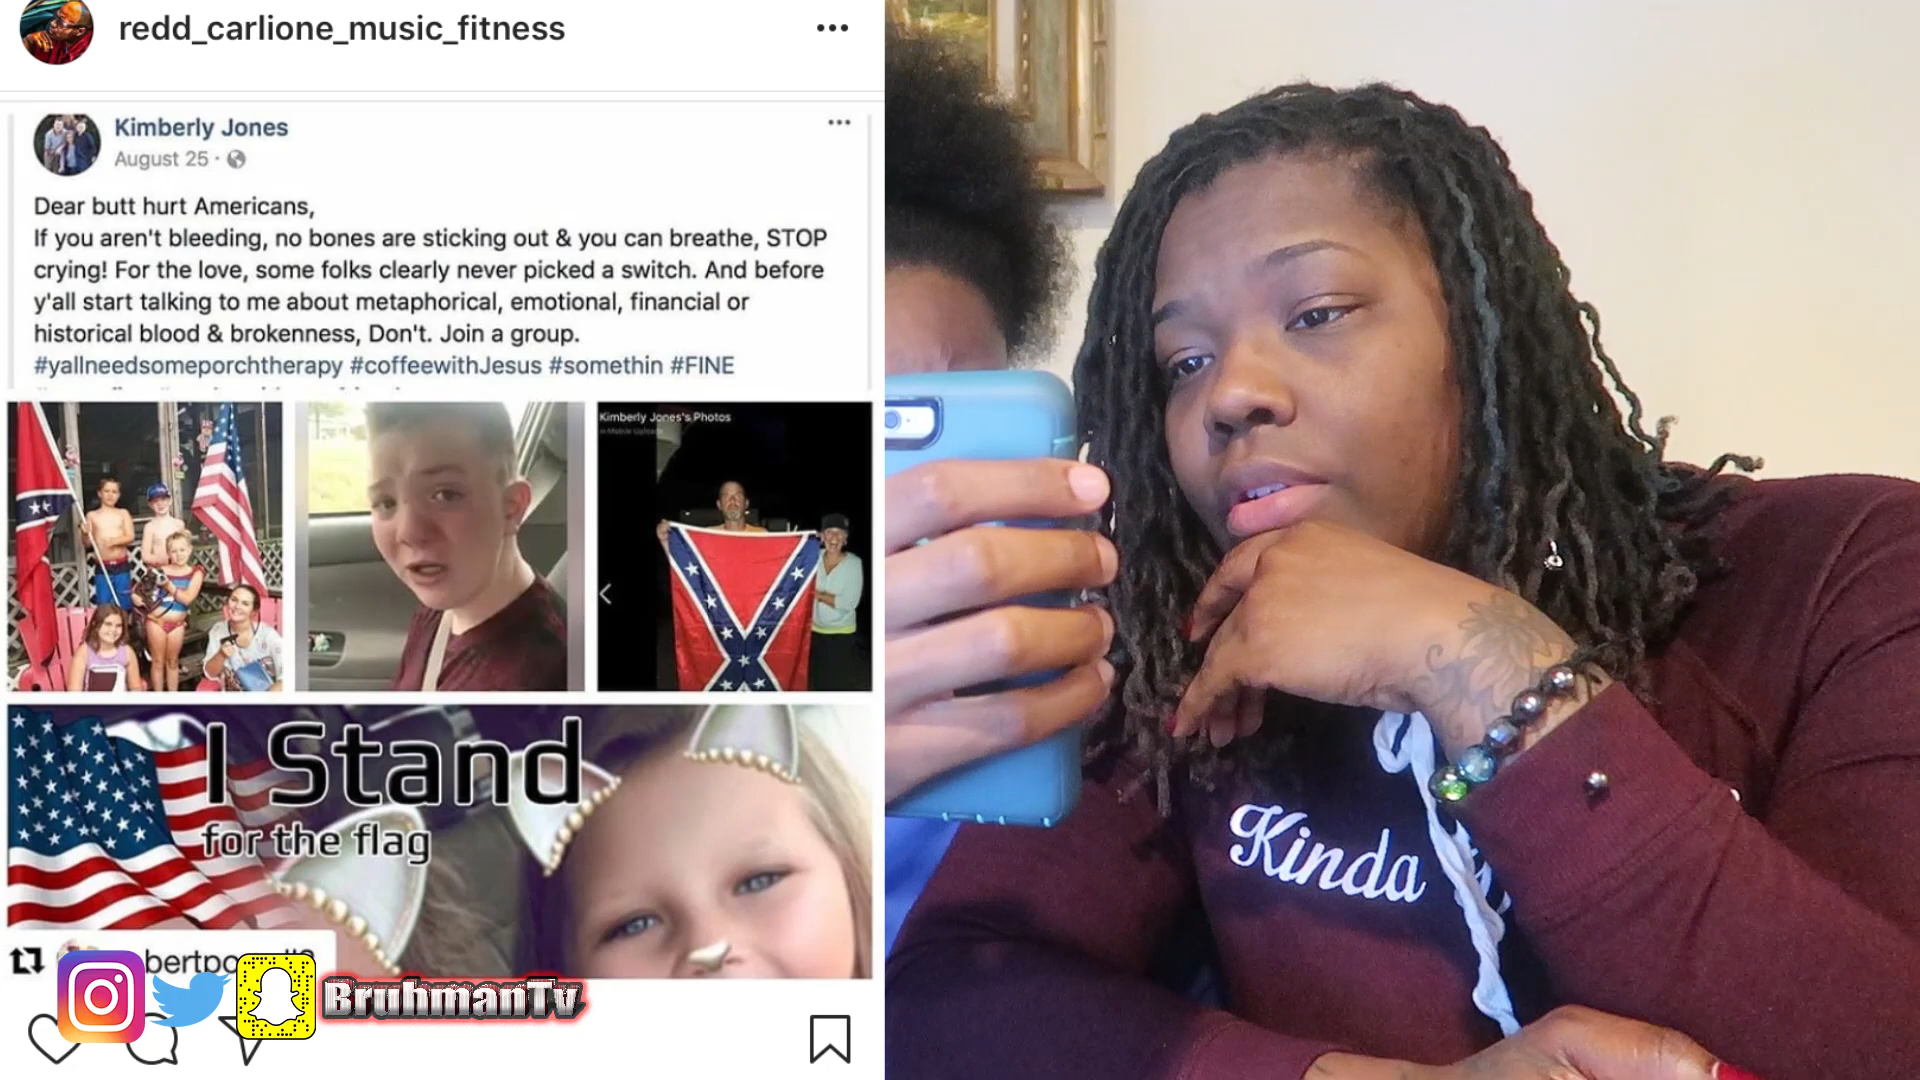 redd_carlione_music_fitness
Kimberly Jones
August 25 ·
Dear butt hurt Americans,
If you aren't bleeding, no bones are sticking out & you can breathe, STOP
crying! For the love, some folks clearly never picked a switch. And before
y'all start talking to me about metaphorical, emotional, financial or
historical blood & brokenness, Don't. Join a group.
#yallneedsomeporchtherapy #coffeewithJesus #somethin #FINE
Kimberly Jones's Photos
I Stand
for the flag
BruhmanTv
Kinda